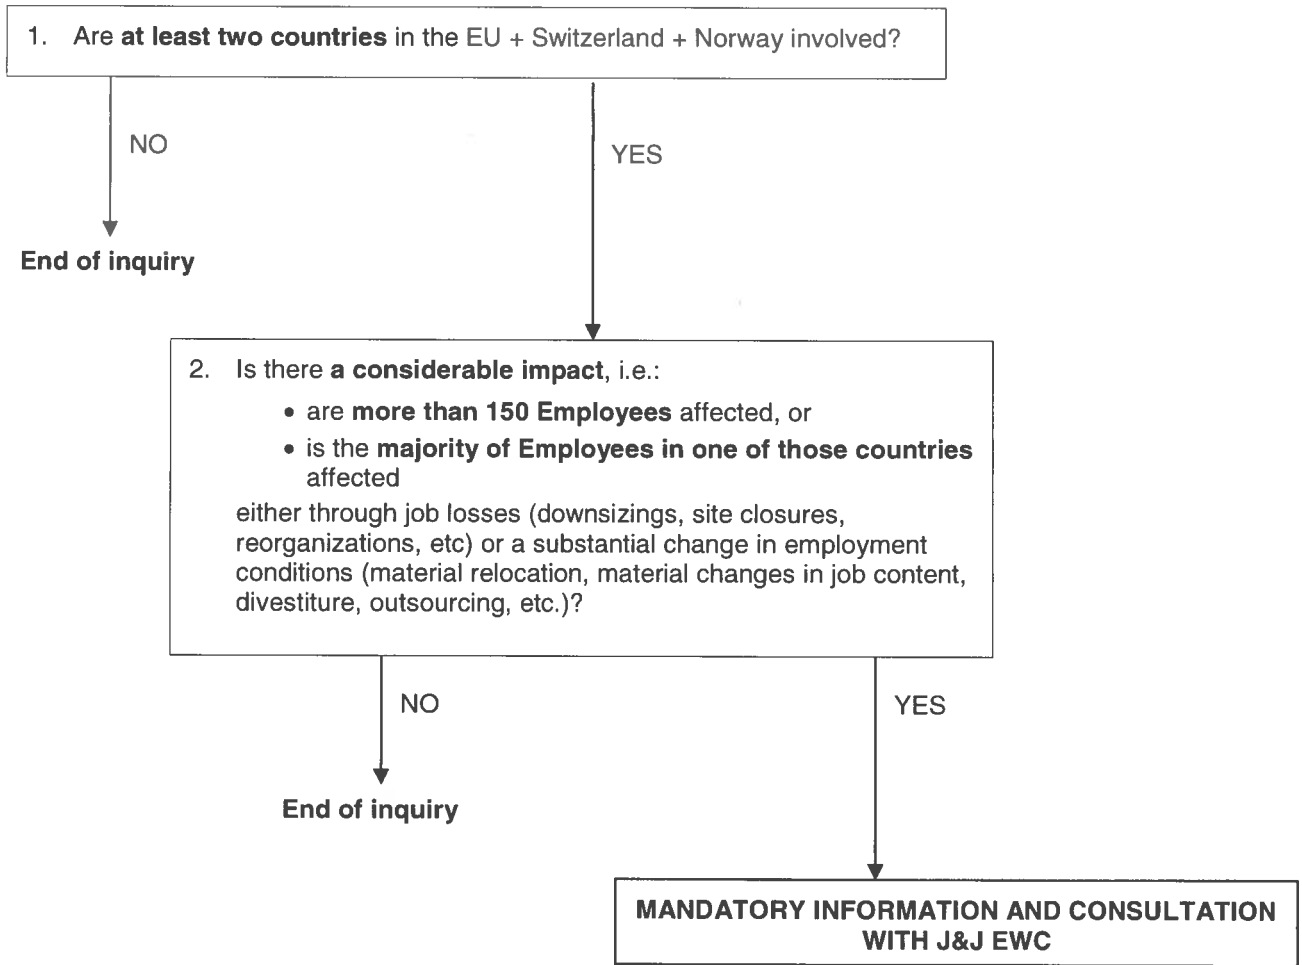 1. Are at least two countries in the EU + Switzerland + Norway involved?
NO
YES
End of inquiry
2. Is there a considerable impact, i.e.:
• are more than 150 Employees affected, or
• is the majority of Employees in one of those countries
affected
either through job losses (downsizings, site closures,
reorganizations, etc) or a substantial change in employment
conditions (material relocation, material changes in job content,
divestiture, outsourcing, etc.)?
NO
YES
End of inquiry
MANDATORY INFORMATION AND CONSULTATION
WITH J&J EWC